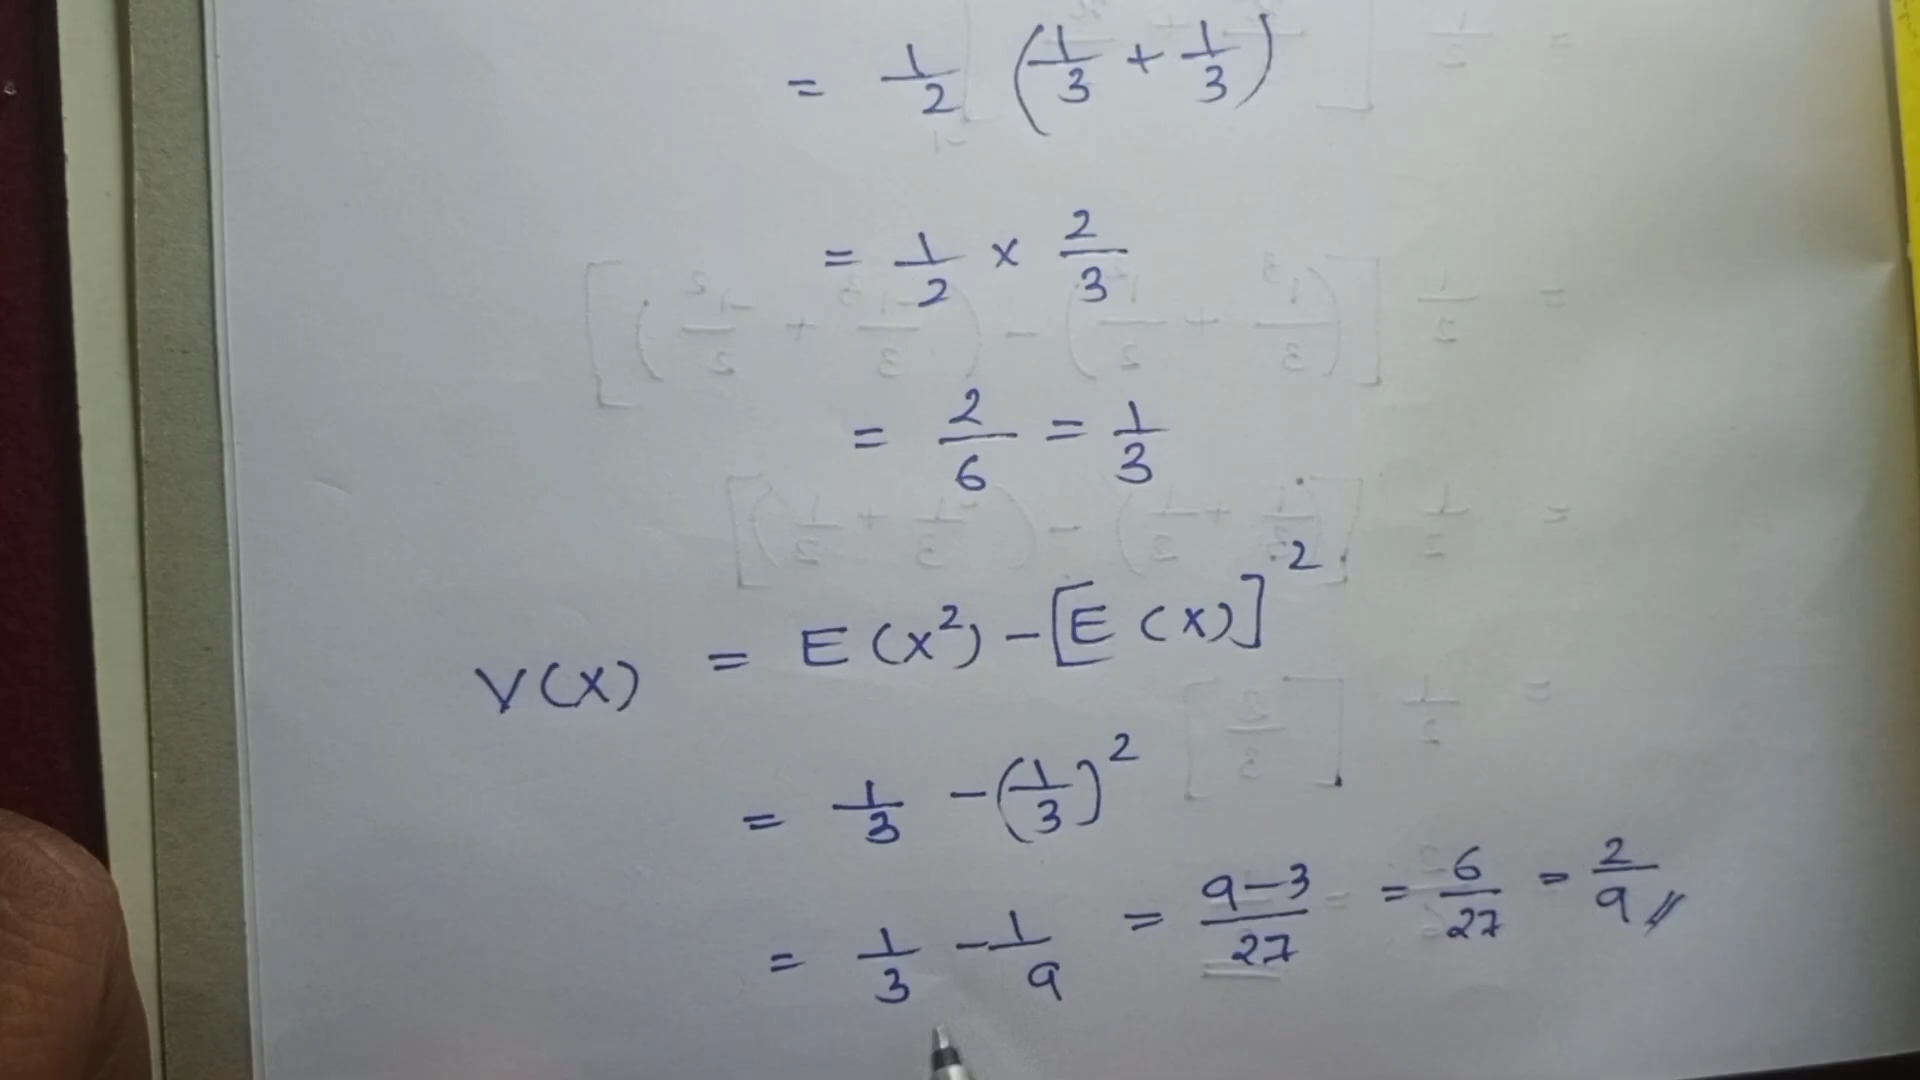 = 1/2 (1/3 + 1/3)
= 1/2 × 2/3
= 2/6 = 1/3
V(X) = E(X²) - [E(X)]²
= 1/3 - (1/3)²
= 1/3 - 1/9 = 9-3/27 = 6/27 = 2/9 //